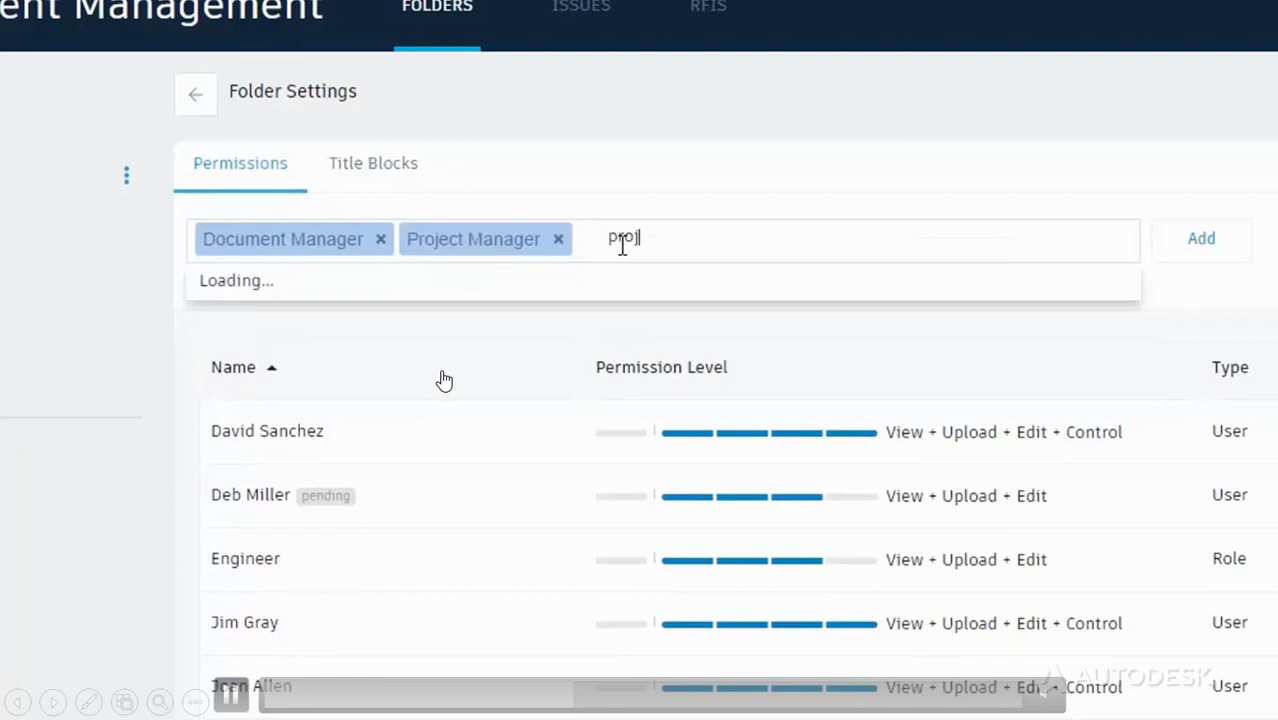 ent Management
FOLDERS ISSUES RFIS
Folder Settings
Permissions Title Blocks
Document Manager × Project Manager × proj
Add
Loading...
Name Permission Level Type
David Sanchez View + Upload + Edit + Control User
Deb Miller pending View + Upload + Edit User
Engineer View + Upload + Edit Role
Jim Gray View + Upload + Edit + Control User
Joan Allen View + Upload + Edit + Control User
AUTODESK